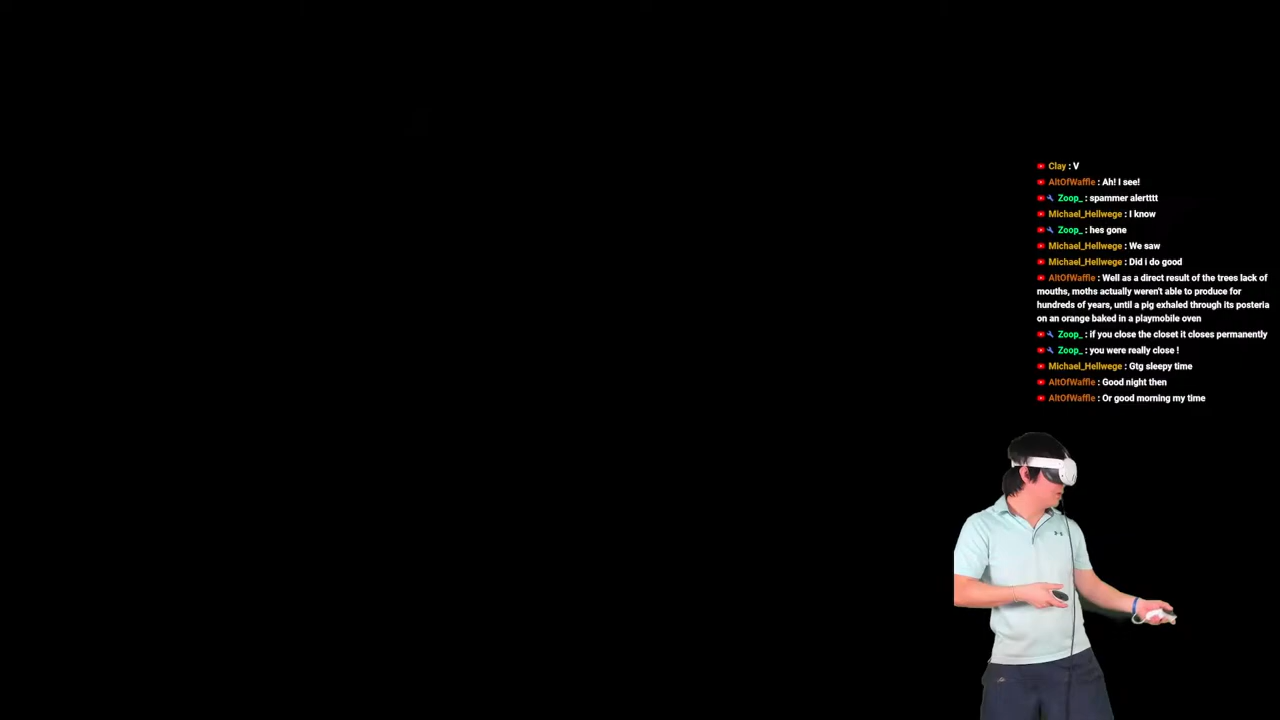 Clay : V
AltOfWaffle : Ah! I see!
Zoop_ : spammer alertttt
Michael_Hellwege : I know
Zoop_ : hes gone
Michael_Hellwege : We saw
Michael_Hellwege : Did i do good
AltOfWaffle : Well as a direct result of the trees lack of
mouths, moths actually weren't able to produce for
hundreds of years, until a pig exhaled through its posteria
on an orange baked in a playmobile oven
Zoop_ : if you close the closet it closes permanently
Zoop_ : you were really close !
Michael_Hellwege : Gtg sleepy time
AltOfWaffle : Good night then
AltOfWaffle : Or good morning my time